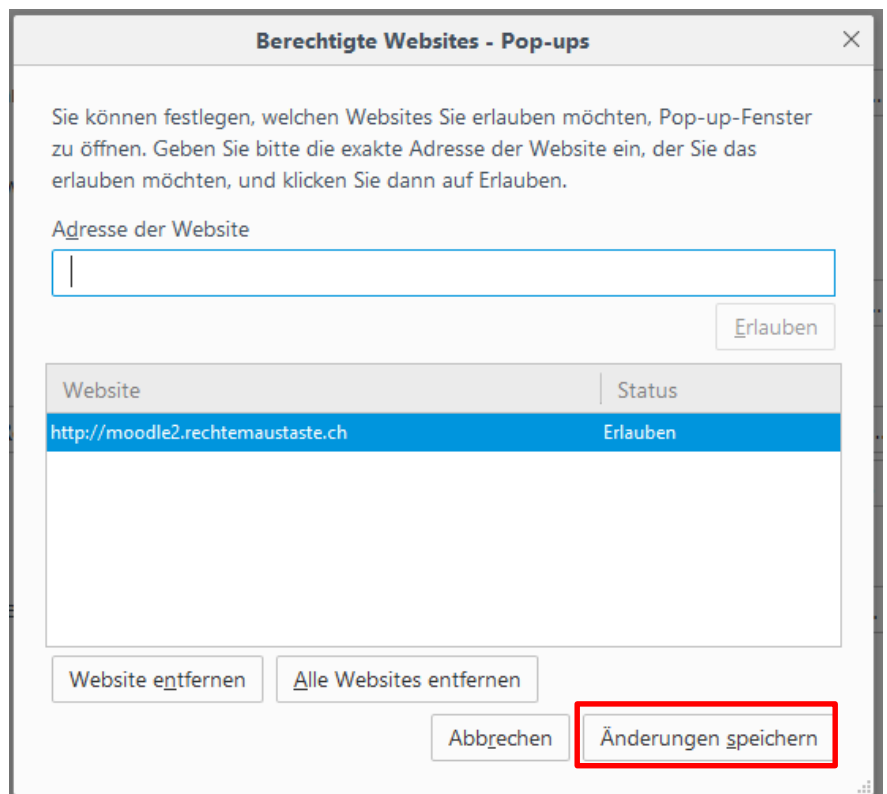 Berechtigte Websites - Pop-ups
Sie können festlegen, welchen Websites Sie erlauben möchten, Pop-up-Fenster
zu öffnen. Geben Sie bitte die exakte Adresse der Website ein, der Sie das
erlauben möchten, und klicken Sie dann auf Erlauben.
Adresse der Website
Erlauben
Website Status
http://moodle2.rechtemaustaste.ch Erlauben
Website entfernen Alle Websites entfernen
Abbrechen Änderungen speichern